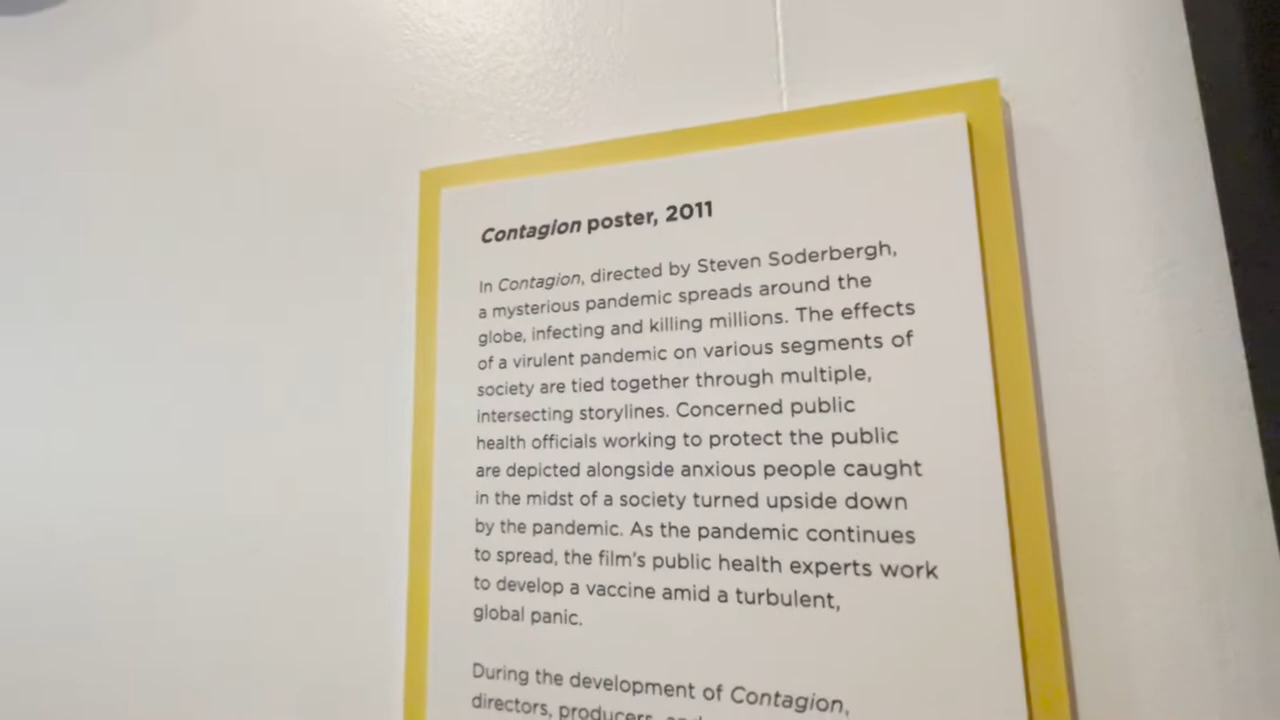 Contagion poster, 2011
In Contagion, directed by Steven Soderbergh,
a mysterious pandemic spreads around the
globe, infecting and killing millions. The effects
of a virulent pandemic on various segments of
society are tied together through multiple,
intersecting storylines. Concerned public
health officials working to protect the public
are depicted alongside anxious people caught
in the midst of a society turned upside down
by the pandemic. As the pandemic continues
to spread, the film's public health experts work
to develop a vaccine amid a turbulent,
global panic.
During the development of Contagion,
directors, producers,